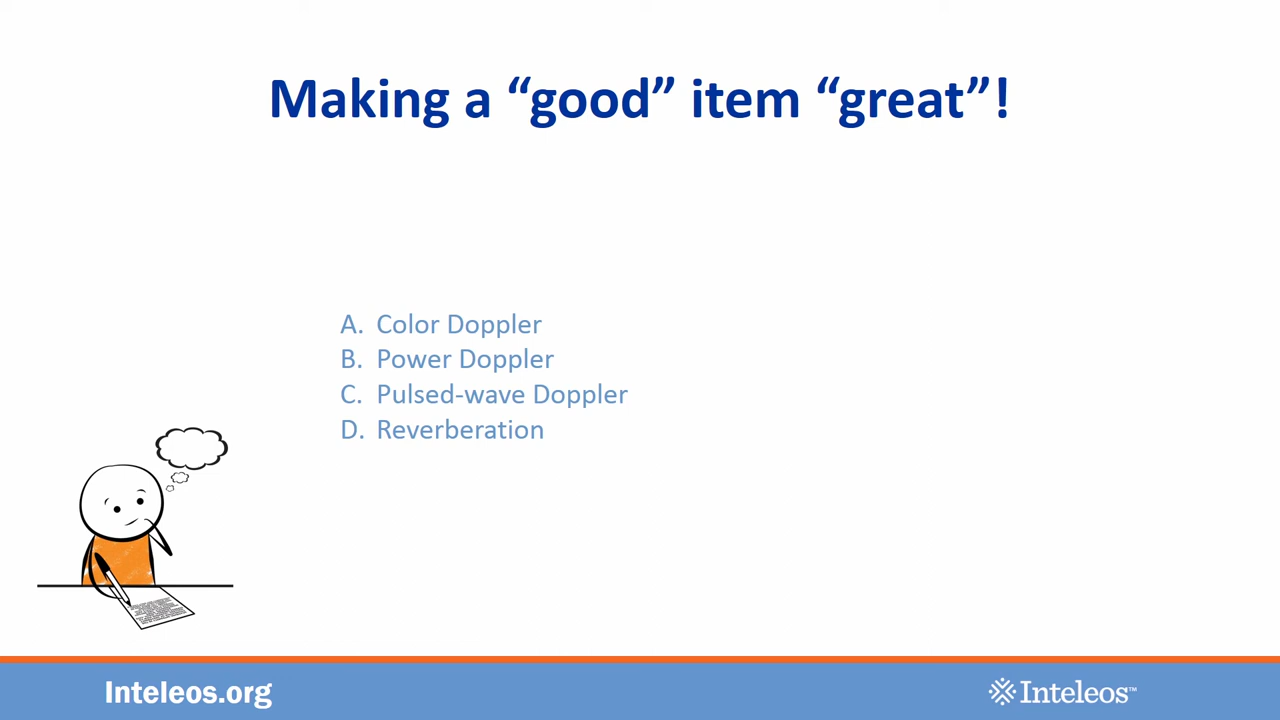 Making a “good” item “great”!
A. Color Doppler
B. Power Doppler
C. Pulsed-wave Doppler
D. Reverberation
Inteleos.org
Inteleos™